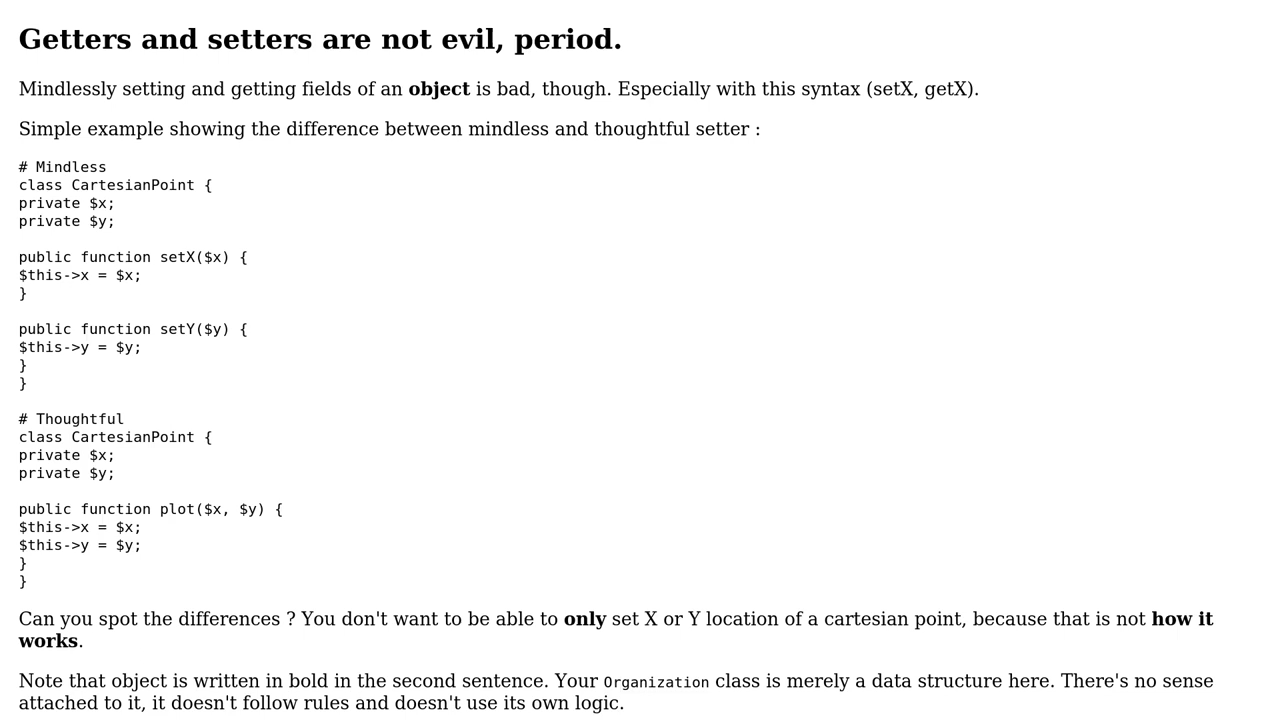 Getters and setters are not evil, period.
Mindlessly setting and getting fields of an object is bad, though. Especially with this syntax (setX, getX).
Simple example showing the difference between mindless and thoughtful setter :
# Mindless
class CartesianPoint {
private $x;
private $y;
public function setX($x) {
$this->x = $x;
}
public function setY($y) {
$this->y = $y;
}
}
# Thoughtful
class CartesianPoint {
private $x;
private $y;
public function plot($x, $y) {
$this->x = $x;
$this->y = $y;
}
}
Can you spot the differences ? You don't want to be able to only set X or Y location of a cartesian point, because that is not how it
works.
Note that object is written in bold in the second sentence. Your Organization class is merely a data structure here. There's no sense
attached to it, it doesn't follow rules and doesn't use its own logic.